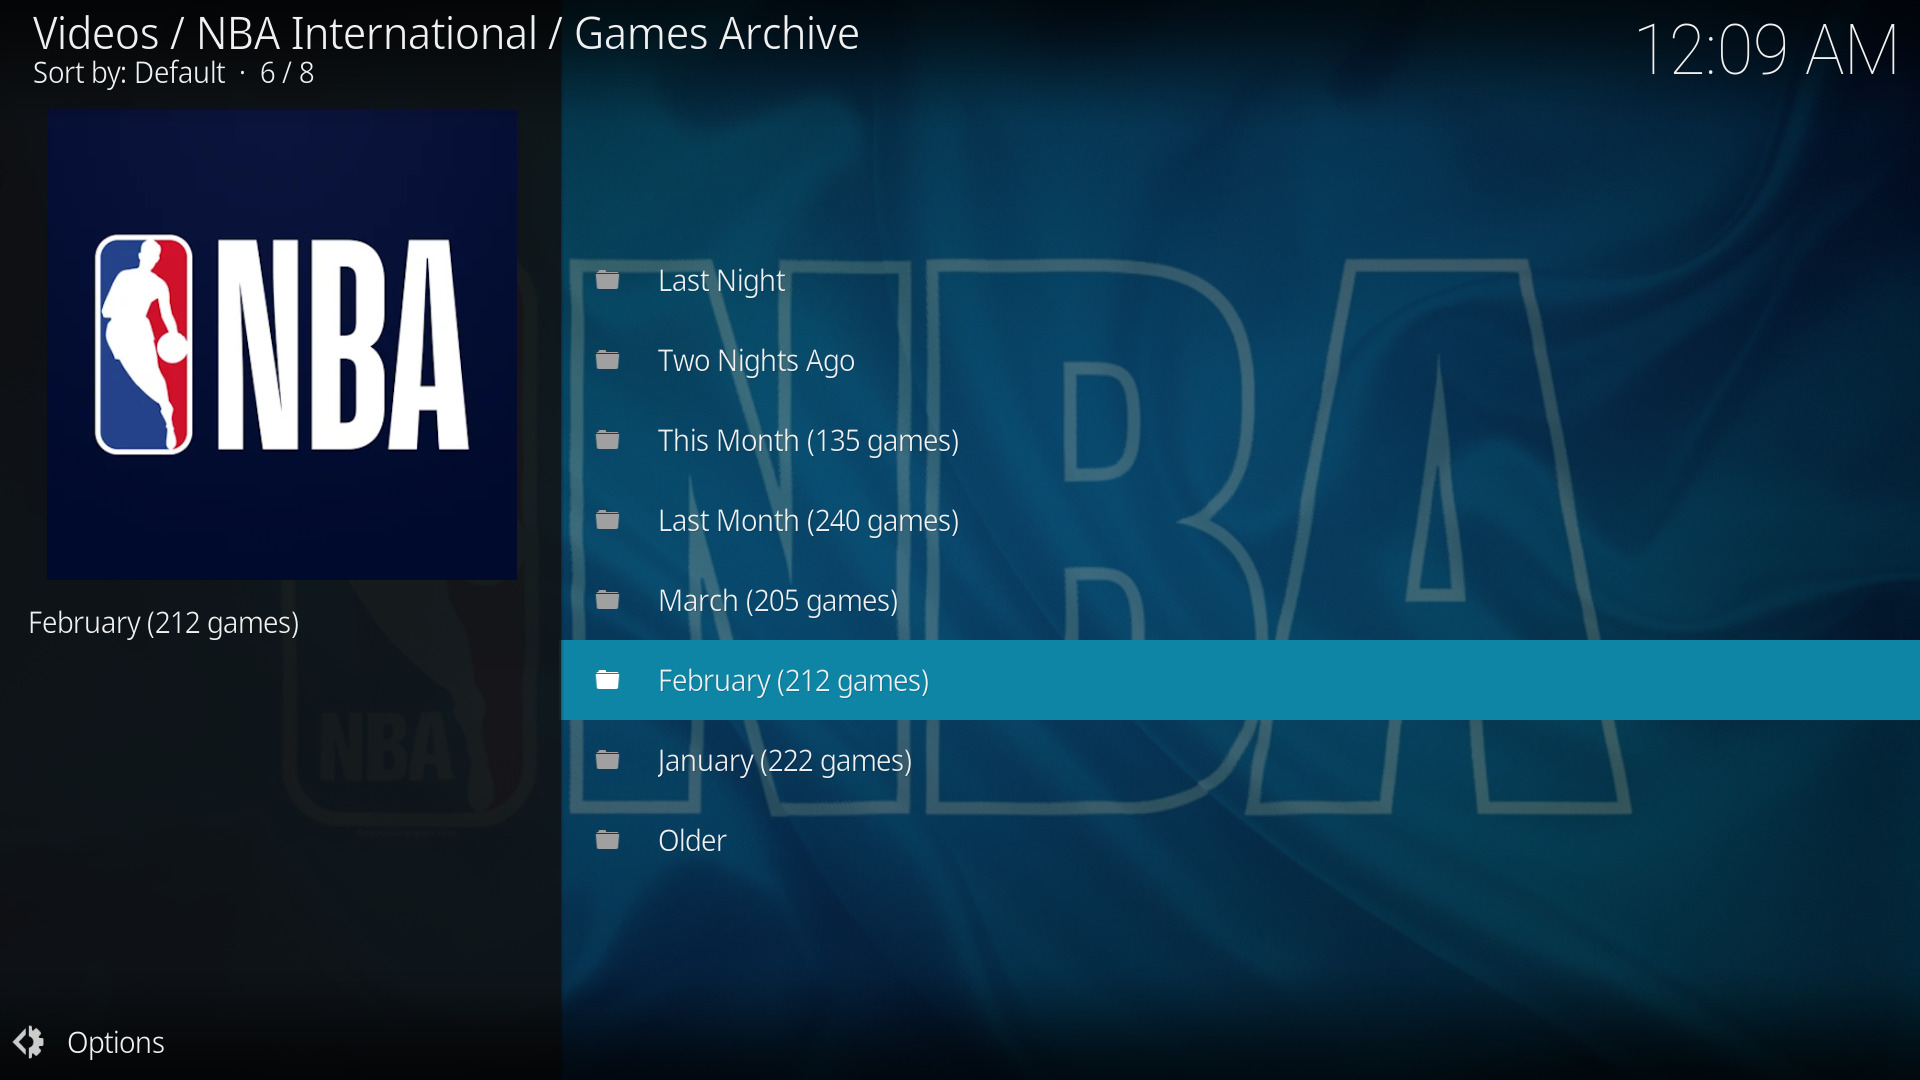 Videos / NBA International / Games Archive
Sort by: Default · 6 / 8
12:09 AM
NBA
February (212 games)
Last Night
Two Nights Ago
This Month (135 games)
Last Month (240 games)
March (205 games)
February (212 games)
January (222 games)
Older
NBA
NBA
Options